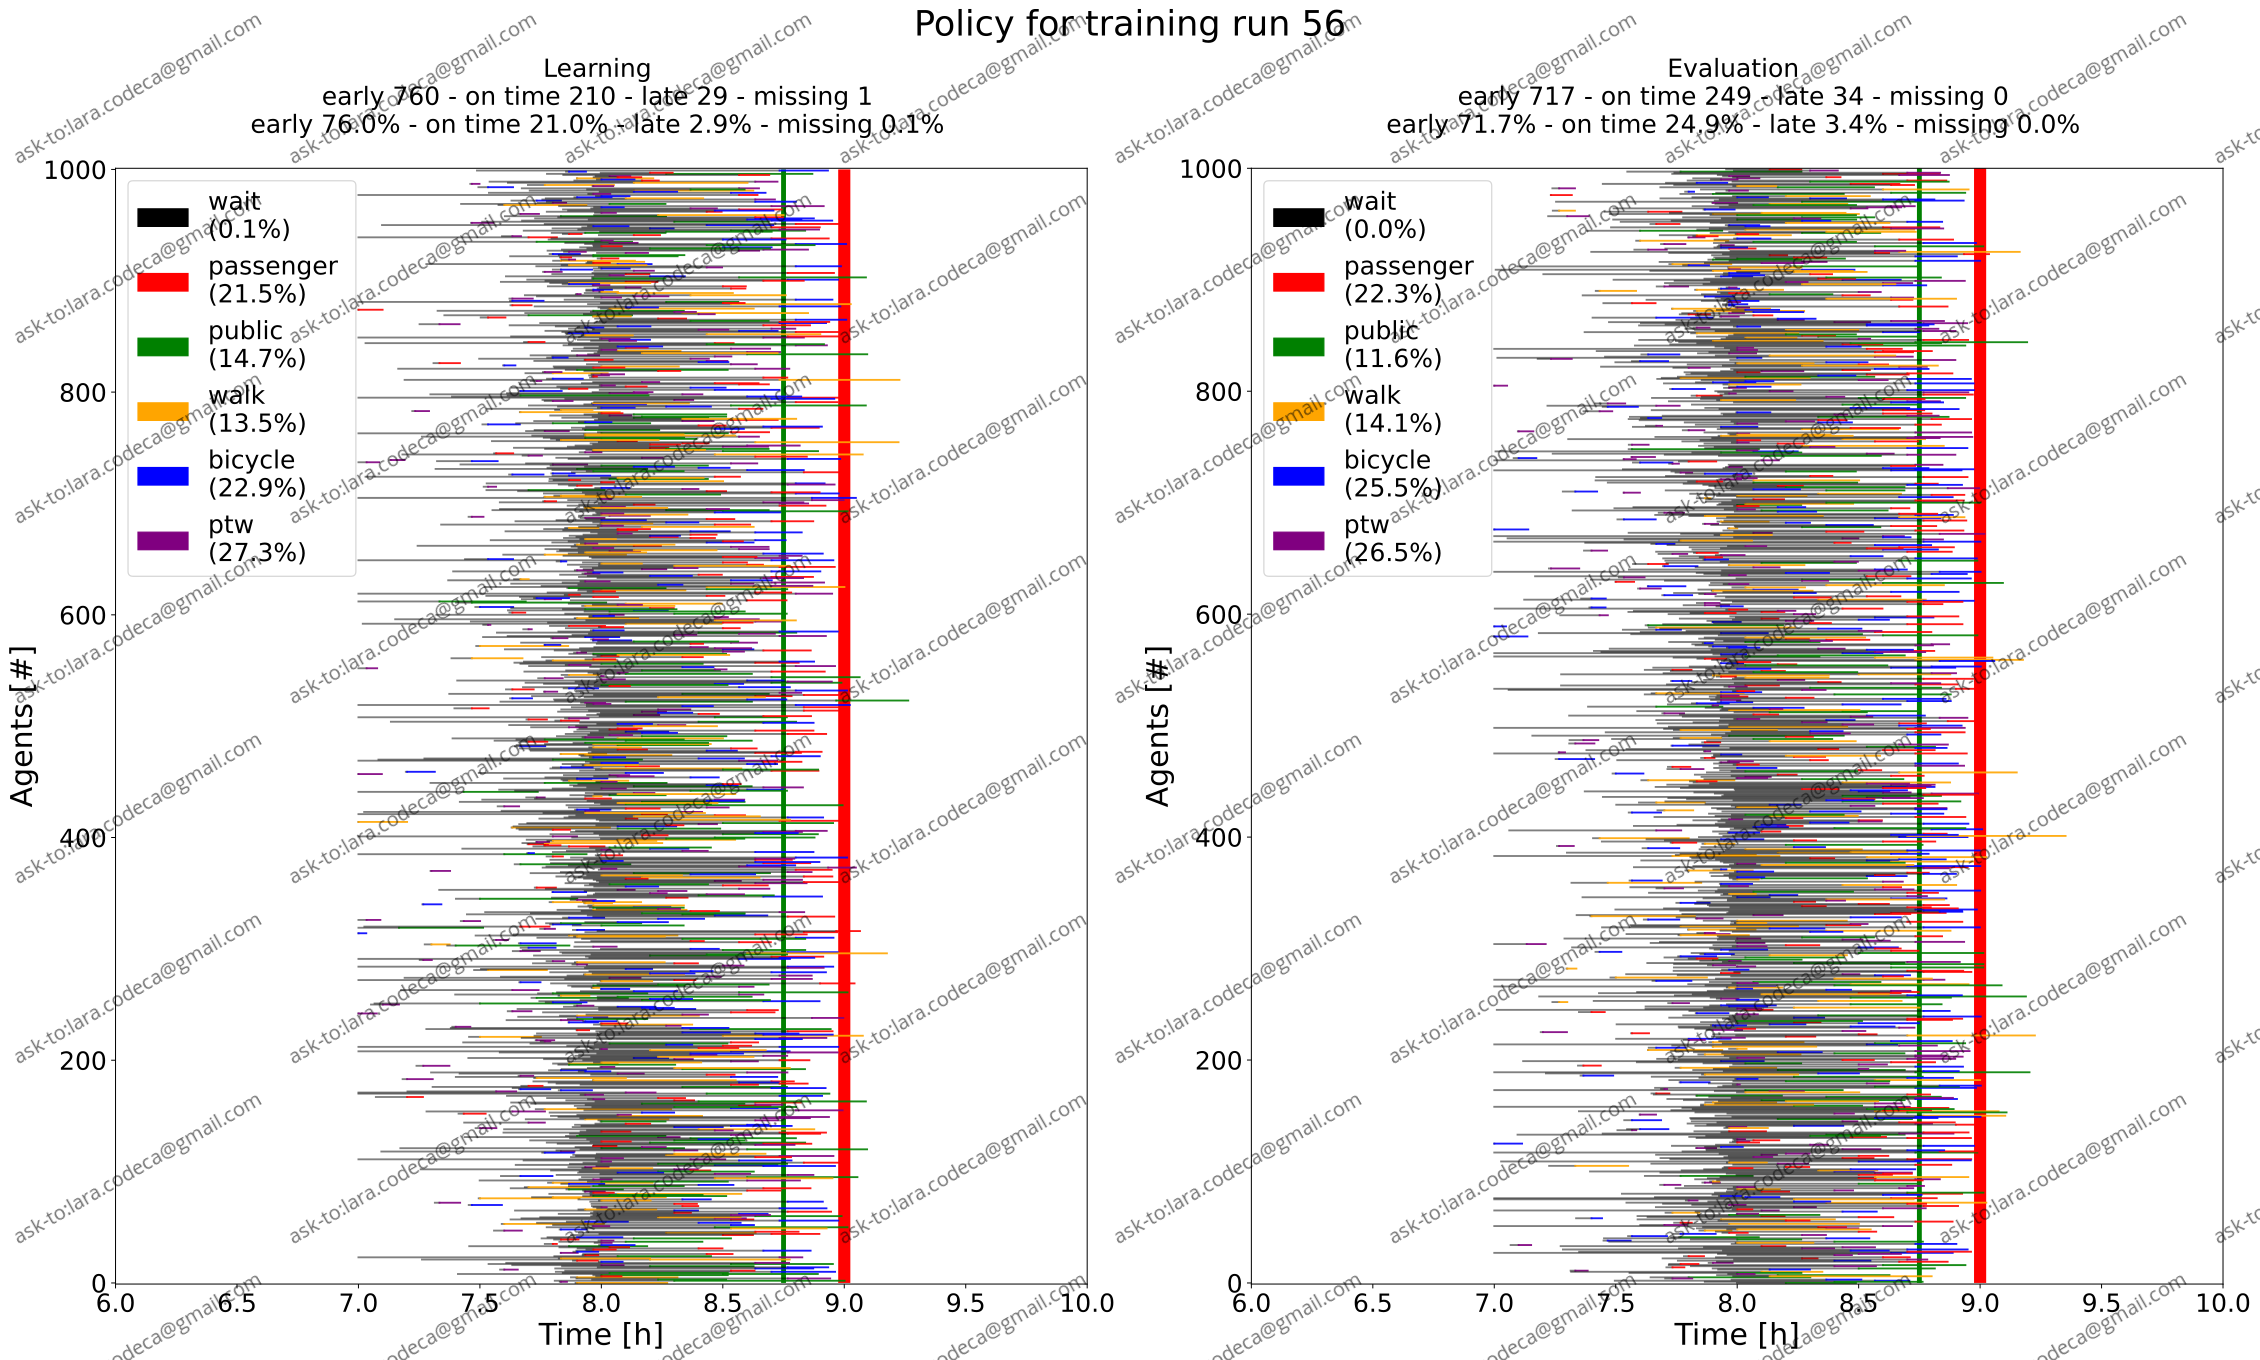 Policy for training run 56
Learning
early 760 - on time 210 - late 29 - missing 1
early 76.0% - on time 21.0% - late 2.9% - missing 0.1%
1000
800
600
400
200
0
Agents [#]
wait
(0.1%)
passenger
(21.5%)
public
(14.7%)
walk
(13.5%)
bicycle
(22.9%)
ptw
(27.3%)
6.0 6.5 7.0 7.5 8.0 8.5 9.0 9.5 10.0
Time [h]
Evaluation
early 717 - on time 249 - late 34 - missing 0
early 71.7% - on time 24.9% - late 3.4% - missing 0.0%
1000
800
600
400
200
0
Agents [#]
wait
(0.0%)
passenger
(22.3%)
public
(11.6%)
walk
(14.1%)
bicycle
(25.5%)
ptw
(26.5%)
6.0 6.5 7.0 7.5 8.0 8.5 9.0 9.5 10.0
Time [h]
ask-to:lara.codeca@gmail.com